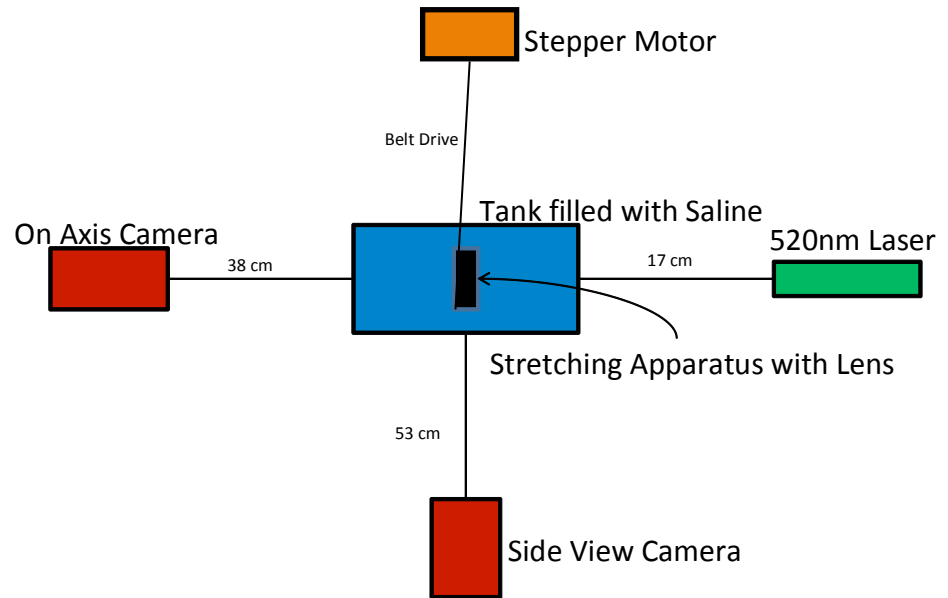 Stepper Motor
Belt Drive
Tank filled with Saline
On Axis Camera
520nm Laser
38 cm
17 cm
Stretching Apparatus with Lens
53 cm
Side View Camera